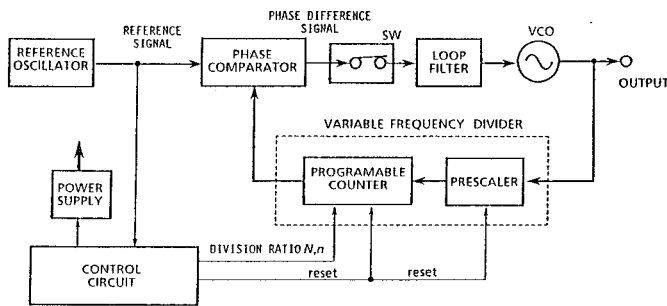 REFERENCE
SIGNAL
PHASE DIFFERENCE
SIGNAL
SW
VCO
REFERENCE
OSCILLATOR
PHASE
COMPARATOR
LOOP
FILTER
OUTPUT
VARIABLE FREQUENCY DIVIDER
PROGRAMABLE
COUNTER
PRESCALER
POWER
SUPPLY
DIVISION RATIO N,n
CONTROL
CIRCUIT
reset
reset